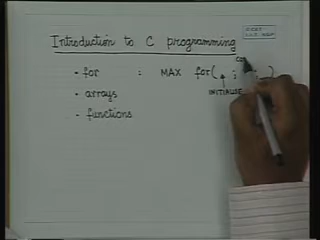 Introduction to C programming
• for : MAX for( ;
INITIALISE
• arrays
• functions